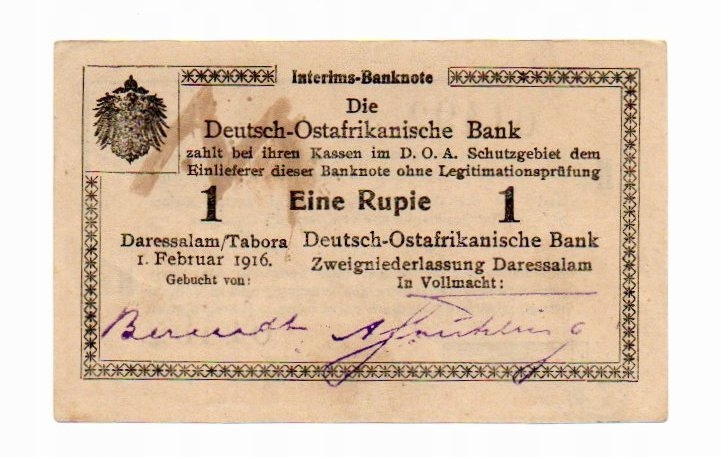 Interims-Banknote
Die
Deutsch-Ostafrikanische Bank
zahlt bei ihren Kassen im D. O. A. Schutzgebiet dem
Einlieferer dieser Banknote ohne Legitimationsprüfung
1 Eine Rupie 1
Daressalam/Tabora
1. Februar 1916.
Gebucht von:
Deutsch-Ostafrikanische Bank
Zweigniederlassung Daressalam
In Vollmacht: